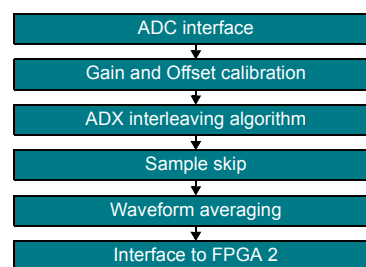 ADC interface
Gain and Offset calibration
ADX interleaving algorithm
Sample skip
Waveform averaging
Interface to FPGA 2